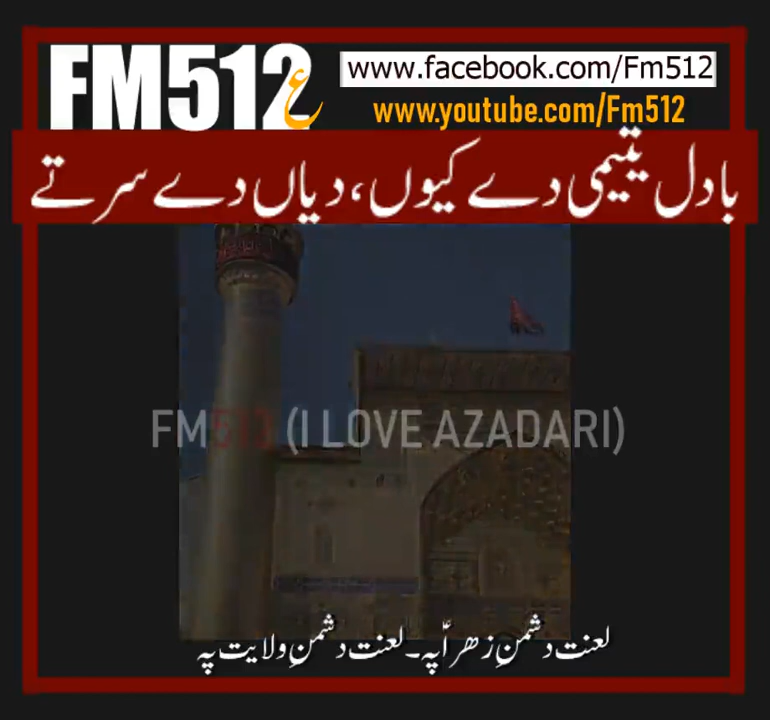 FM512ع
www.facebook.com/Fm512
www.youtube.com/Fm512
بادل یتیمی دے کیوں، دیاں دے سر تے
FM512 (I LOVE AZADARI)
لعنت دشمنِ زھراؑ پہ۔ لعنت دشمنِ ولایت پہ